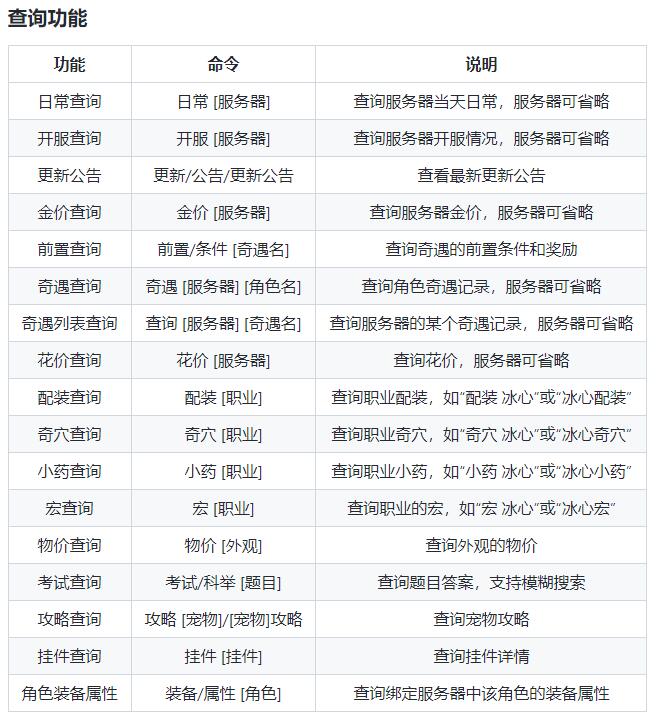 查询功能
功能 命令 说明
日常查询 日常 [服务器] 查询服务器当天日常，服务器可省略
开服查询 开服 [服务器] 查询服务器开服情况，服务器可省略
更新公告 更新/公告/更新公告 查看最新更新公告
金价查询 金价 [服务器] 查询服务器金价，服务器可省略
前置查询 前置/条件 [奇遇名] 查询奇遇的前置条件和奖励
奇遇查询 奇遇 [服务器] [角色名] 查询角色奇遇记录，服务器可省略
奇遇列表查询 查询 [服务器] [奇遇名] 查询服务器的某个奇遇记录，服务器可省略
花价查询 花价 [服务器] 查询花价，服务器可省略
配装查询 配装 [职业] 查询职业配装，如“配装 冰心”或“冰心配装”
奇穴查询 奇穴 [职业] 查询职业奇穴，如“奇穴 冰心”或“冰心奇穴”
小药查询 小药 [职业] 查询职业小药，如“小药 冰心”或“冰心小药”
宏查询 宏 [职业] 查询职业的宏，如“宏 冰心”或“冰心宏”
物价查询 物价 [外观] 查询外观的物价
考试查询 考试/科举 [题目] 查询题目答案，支持模糊搜索
攻略查询 攻略 [宠物]/[宠物]攻略 查询宠物攻略
挂件查询 挂件 [挂件] 查询挂件详情
角色装备属性 装备/属性 [角色] 查询绑定服务器中该角色的装备属性